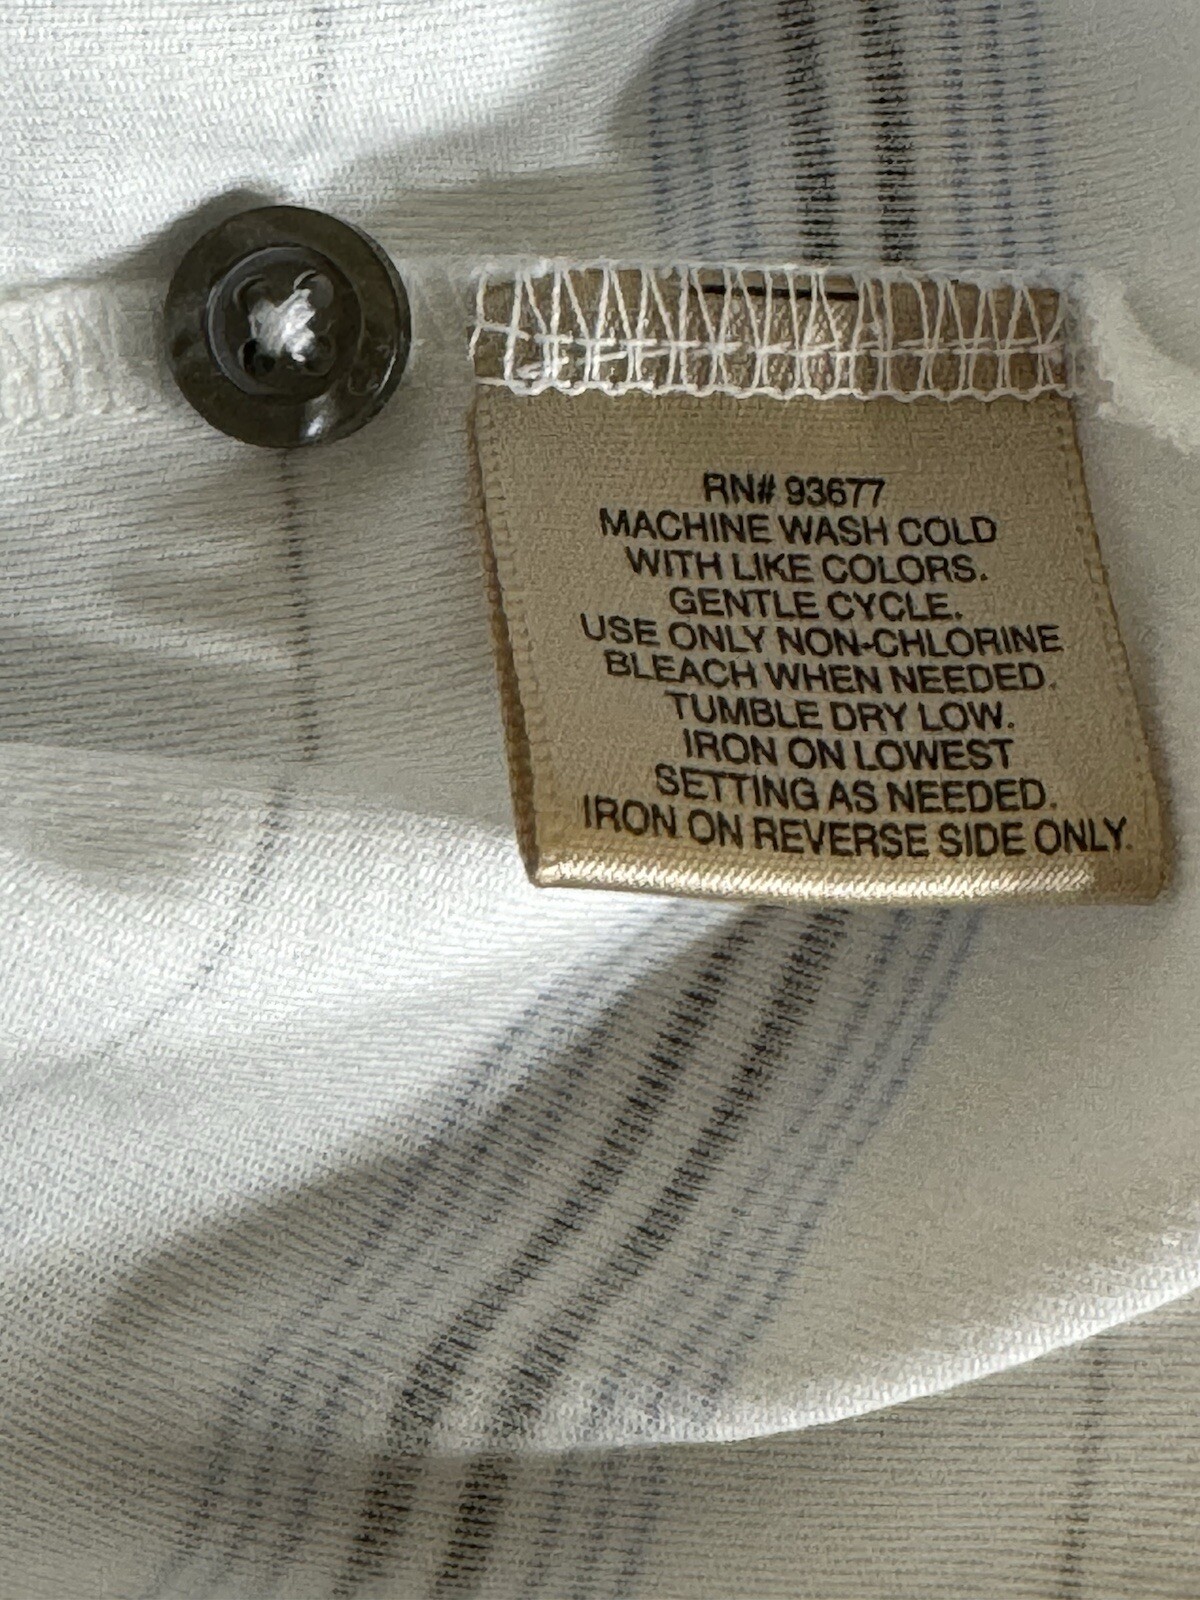 RN# 93677
MACHINE WASH COLD
WITH LIKE COLORS.
GENTLE CYCLE.
USE ONLY NON-CHLORINE
BLEACH WHEN NEEDED.
TUMBLE DRY LOW.
IRON ON LOWEST
SETTING AS NEEDED.
IRON ON REVERSE SIDE ONLY.